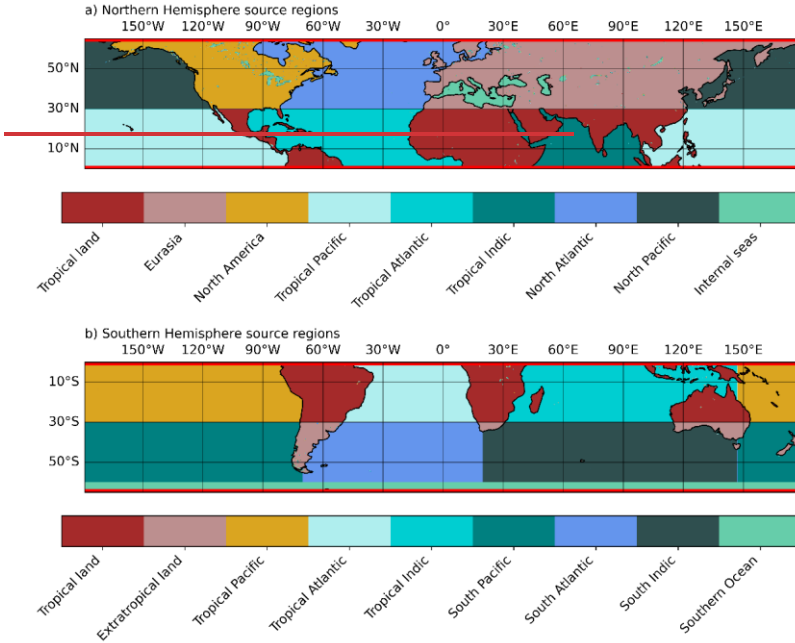 a) Northern Hemisphere source regions
150°W 120°W 90°W 60°W 30°W 0° 30°E 60°E 90°E 120°E 150°E
50°N
30°N
10°N
Tropical land
Eurasia
North America
Tropical Pacific
Tropical Atlantic
Tropical Indic
North Atlantic
North Pacific
Internal seas
b) Southern Hemisphere source regions
150°W 120°W 90°W 60°W 30°W 0° 30°E 60°E 90°E 120°E 150°E
10°S
30°S
50°S
Tropical land
Extratropical land
Tropical Pacific
Tropical Atlantic
Tropical Indic
South Pacific
South Atlantic
South Indic
Southern Ocean